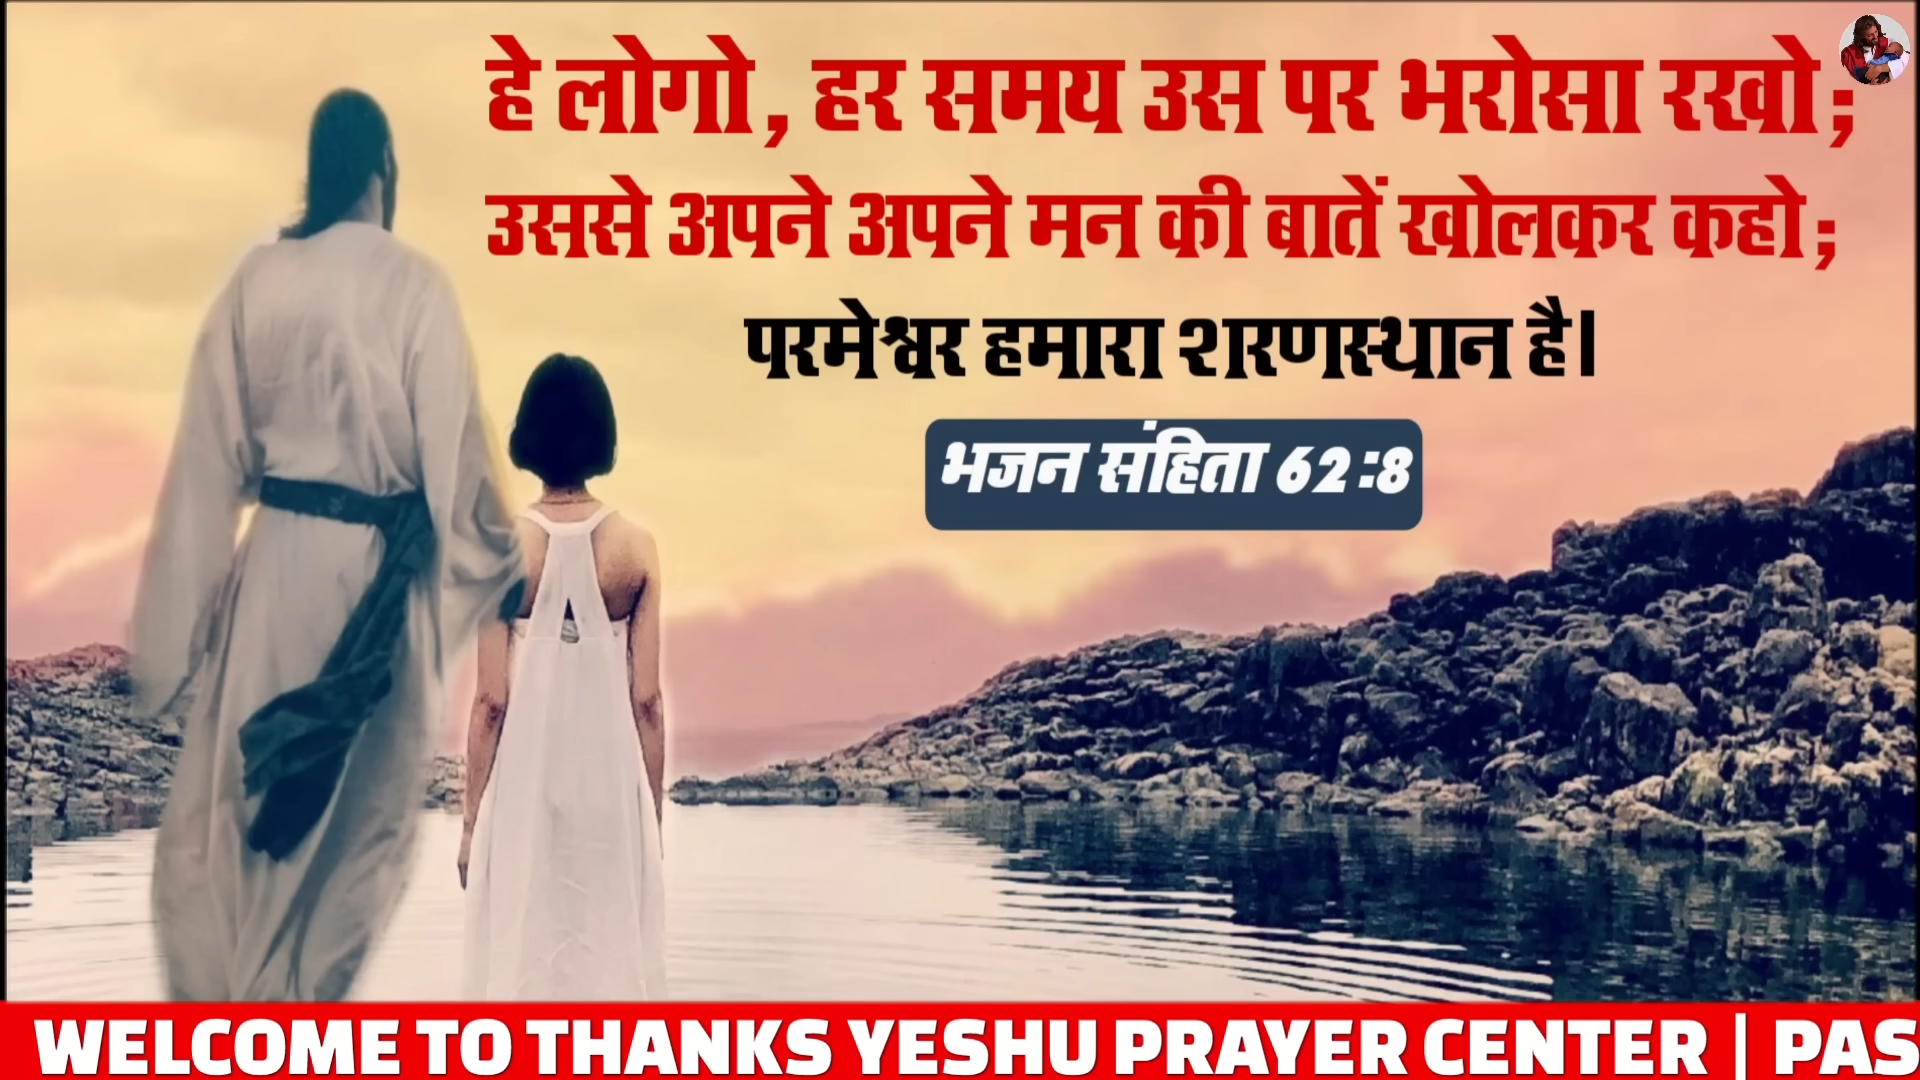 हे लोगो, हर समय उस पर भरोसा रखो;
उससे अपने अपने मन की बातें खोलकर कहो;
परमेश्वर हमारा शरणस्थान है।
भजन संहिता 62:8
WELCOME TO THANKS YESHU PRAYER CENTER | PAS